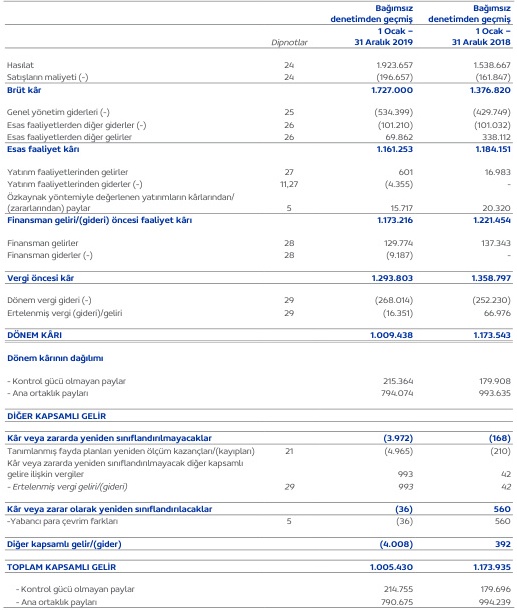 Bağımsız Bağımsız
denetimden geçmiş denetimden geçmiş
1 Ocak – 1 Ocak –
Dipnotlar 31 Aralık 2019 31 Aralık 2018
Hasılat 24 1.923.657 1.538.667
Satışların maliyeti (-) 24 (196.657) (161.847)
Brüt kâr 1.727.000 1.376.820
Genel yönetim giderleri (-) 25 (534.399) (429.749)
Esas faaliyetlerden diğer giderler (-) 26 (101.210) (101.032)
Esas faaliyetlerden diğer gelirler 26 69.862 338.112
Esas faaliyet kârı 1.161.253 1.184.151
Yatırım faaliyetlerinden gelirler 27 601 16.983
Yatırım faaliyetlerinden giderler (-) 11,27 (4.355) -
Özkaynak yöntemiyle değerlenen yatırımların kârlarından/
(zararlarından) paylar 5 15.717 20.320
Finansman geliri/(gideri) öncesi faaliyet kârı 1.173.216 1.221.454
Finansman gelirler 28 129.774 137.343
Finansman giderler (-) 28 (9.187) -
Vergi öncesi kâr 1.293.803 1.358.797
Dönem vergi gideri (-) 29 (268.014) (252.230)
Ertelenmiş vergi (gideri)/geliri 29 (16.351) 66.976
DÖNEM KÂRI 1.009.438 1.173.543
Dönem kârının dağılımı
- Kontrol gücü olmayan paylar 215.364 179.908
- Ana ortaklık payları 794.074 993.635
DİĞER KAPSAMLI GELİR
Kâr veya zararda yeniden sınıflandırılmayacaklar (3.972) (168)
Tanımlanmış fayda planları yeniden ölçüm kazançları/(kayıpları) 21 (4.965) (210)
Kâr veya zararda yeniden sınıflandırılmayacak diğer kapsamlı
gelire ilişkin vergiler 993 42
- Ertelenmiş vergi geliri/(gideri) 29 993 42
Kâr veya zarar olarak yeniden sınıflandırılacaklar (36) 560
-Yabancı para çevrim farkları 5 (36) 560
Diğer kapsamlı gelir/(gider) (4.008) 392
TOPLAM KAPSAMLI GELİR 1.005.430 1.173.935
- Kontrol gücü olmayan paylar 214.755 179.696
- Ana ortaklık payları 790.675 994.239